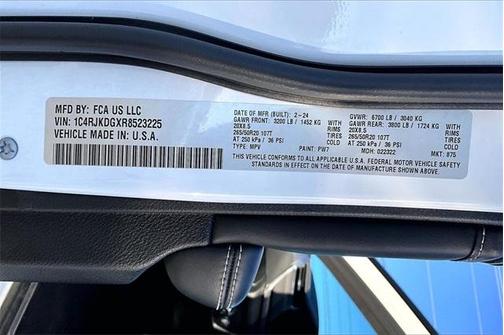 MFD BY: FCA US LLC
VIN: 1C4RJKDGXR8523225
VEHICLE MADE IN U.S.A.
DATE OF MFR (BUILT): 2-24 GVWR: 6700 LB / 3040 KG
GAWR FRONT: 3200 LB / 1452 KG WITH GAWR REAR: 3800 LB / 1724 KG WITH
20X8.5 RIMS 20X8.5 RIMS
265/50R20 107T TIRES 265/50R20 107T TIRES
AT 250 kPa / 36 PSI COLD AT 250 kPa / 36 PSI COLD
TYPE: MPV PAINT: PW7 MDH: 022322 MKT: 875
THIS VEHICLE CONFORMS TO ALL APPLICABLE U.S.A. FEDERAL MOTOR VEHICLE SAFETY
STANDARDS IN EFFECT ON THE DATE OF MANUFACTURE SHOWN ABOVE.